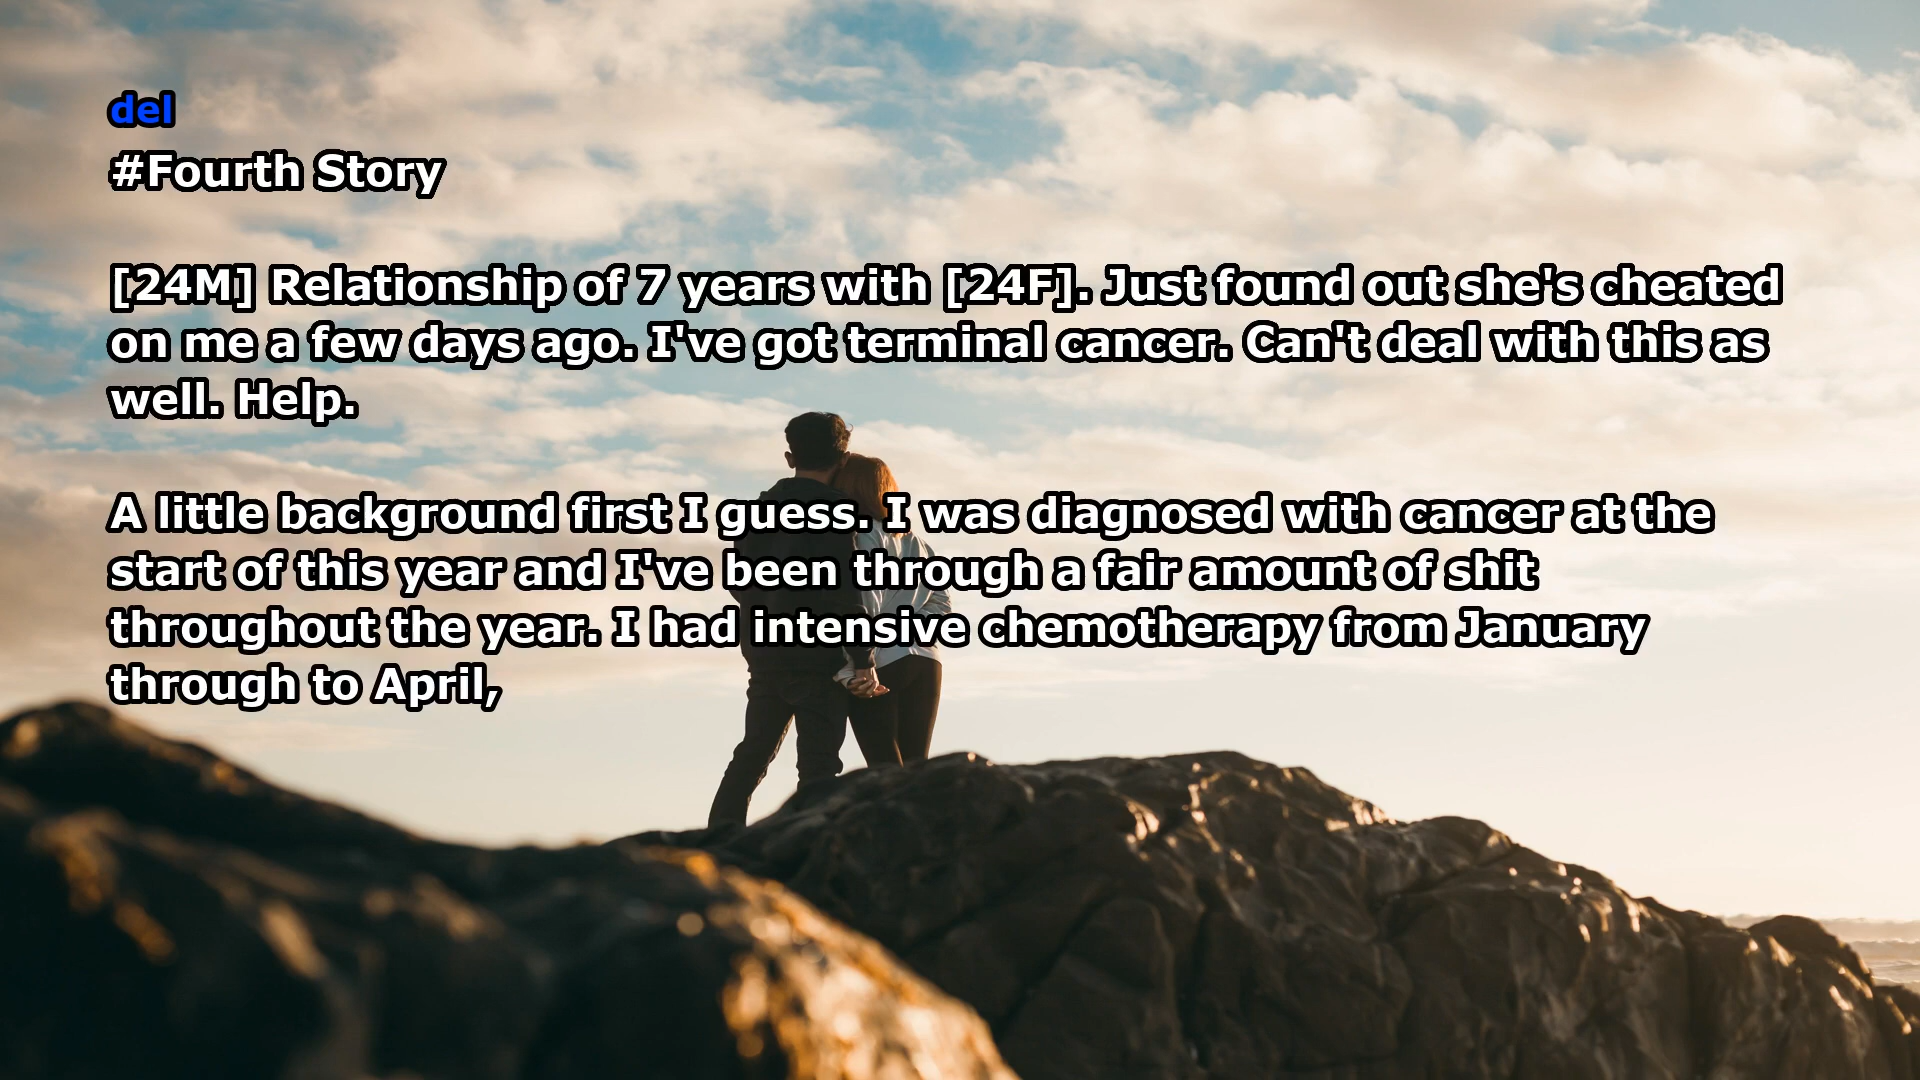 del
#Fourth Story
[24M] Relationship of 7 years with [24F]. Just found out she's cheated
on me a few days ago. I've got terminal cancer. Can't deal with this as
well. Help.
A little background first I guess. I was diagnosed with cancer at the
start of this year and I've been through a fair amount of shit
throughout the year. I had intensive chemotherapy from January
through to April,